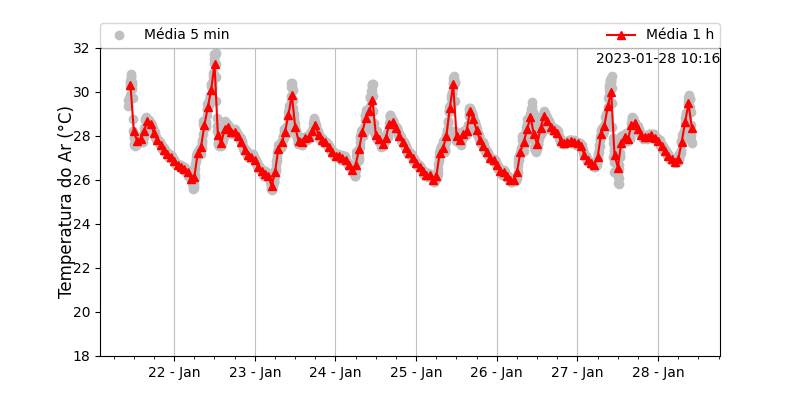 Média 5 min
Média 1 h
2023-01-28 10:16
Temperatura do Ar (°C)
32
30
28
26
24
22
20
18
22 - Jan
23 - Jan
24 - Jan
25 - Jan
26 - Jan
27 - Jan
28 - Jan